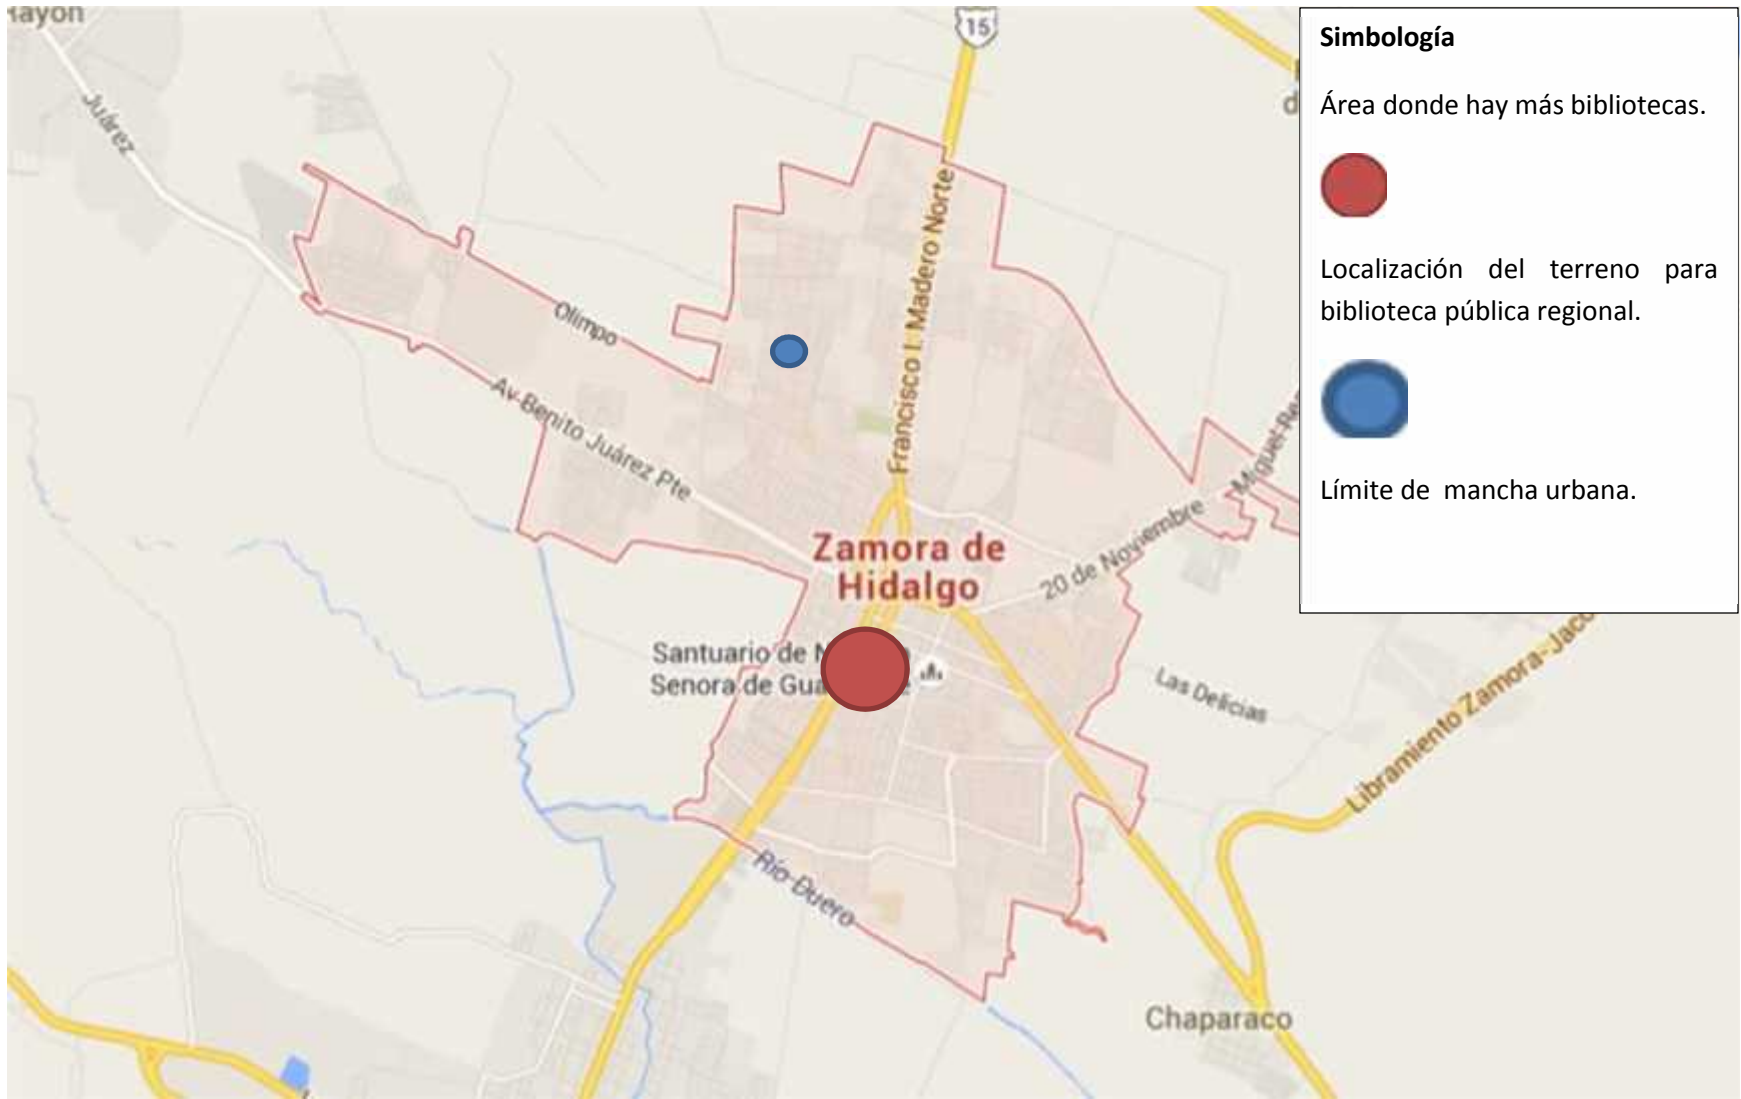 15
Simbología
Área donde hay más bibliotecas.
Localización del terreno para
biblioteca pública regional.
Límite de mancha urbana.
Juárez
Francisco I. Madero Norte
Olimpo
Av Benito Juárez Pte
20 de Noviembre
Zamora de
Hidalgo
Santuario de
Senora de
Las Delicias
Libramiento Zamora-Jaco
Río Duero
Chaparaco